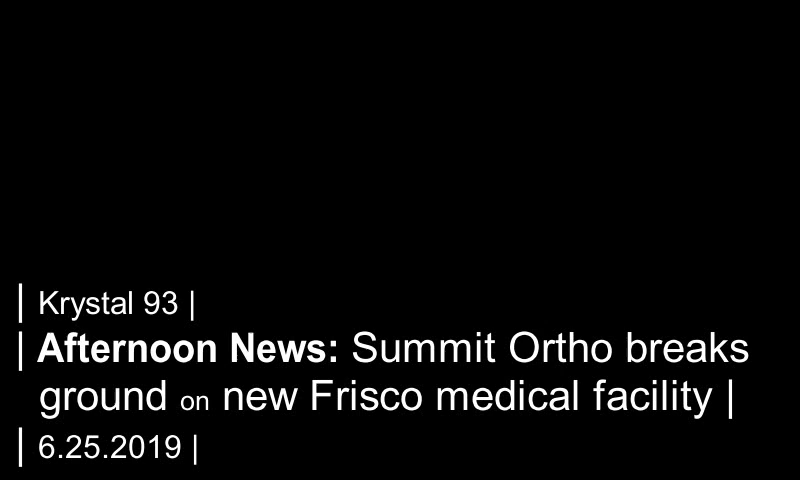 | Krystal 93 |
| Afternoon News: Summit Ortho breaks
ground on new Frisco medical facility |
| 6.25.2019 |